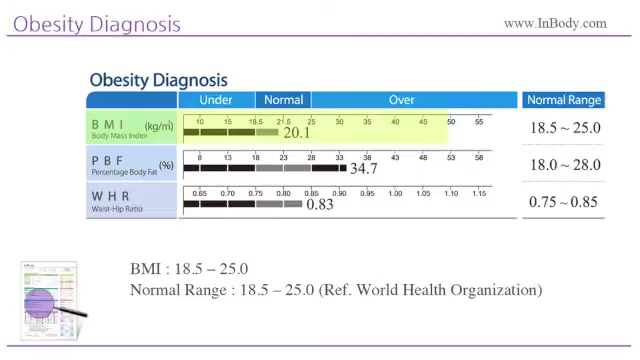 Obesity Diagnosis
www.InBody.com
Obesity Diagnosis
Under Normal Over Normal Range
BMI (kg/㎡) 10 15 18.5 21.5 25 30 35 40 45 50 55
Body Mass Index 20.1 18.5 ~ 25.0
PBF (%) 8 13 18 23 28 33 38 43 48 53 58
Percentage Body Fat 34.7 18.0 ~ 28.0
WHR 0.65 0.70 0.75 0.80 0.85 0.90 0.95 1.00 1.05 1.10 1.15
Waist-Hip Ratio 0.83 0.75 ~ 0.85
BMI : 18.5 – 25.0
Normal Range : 18.5 – 25.0 (Ref. World Health Organization)